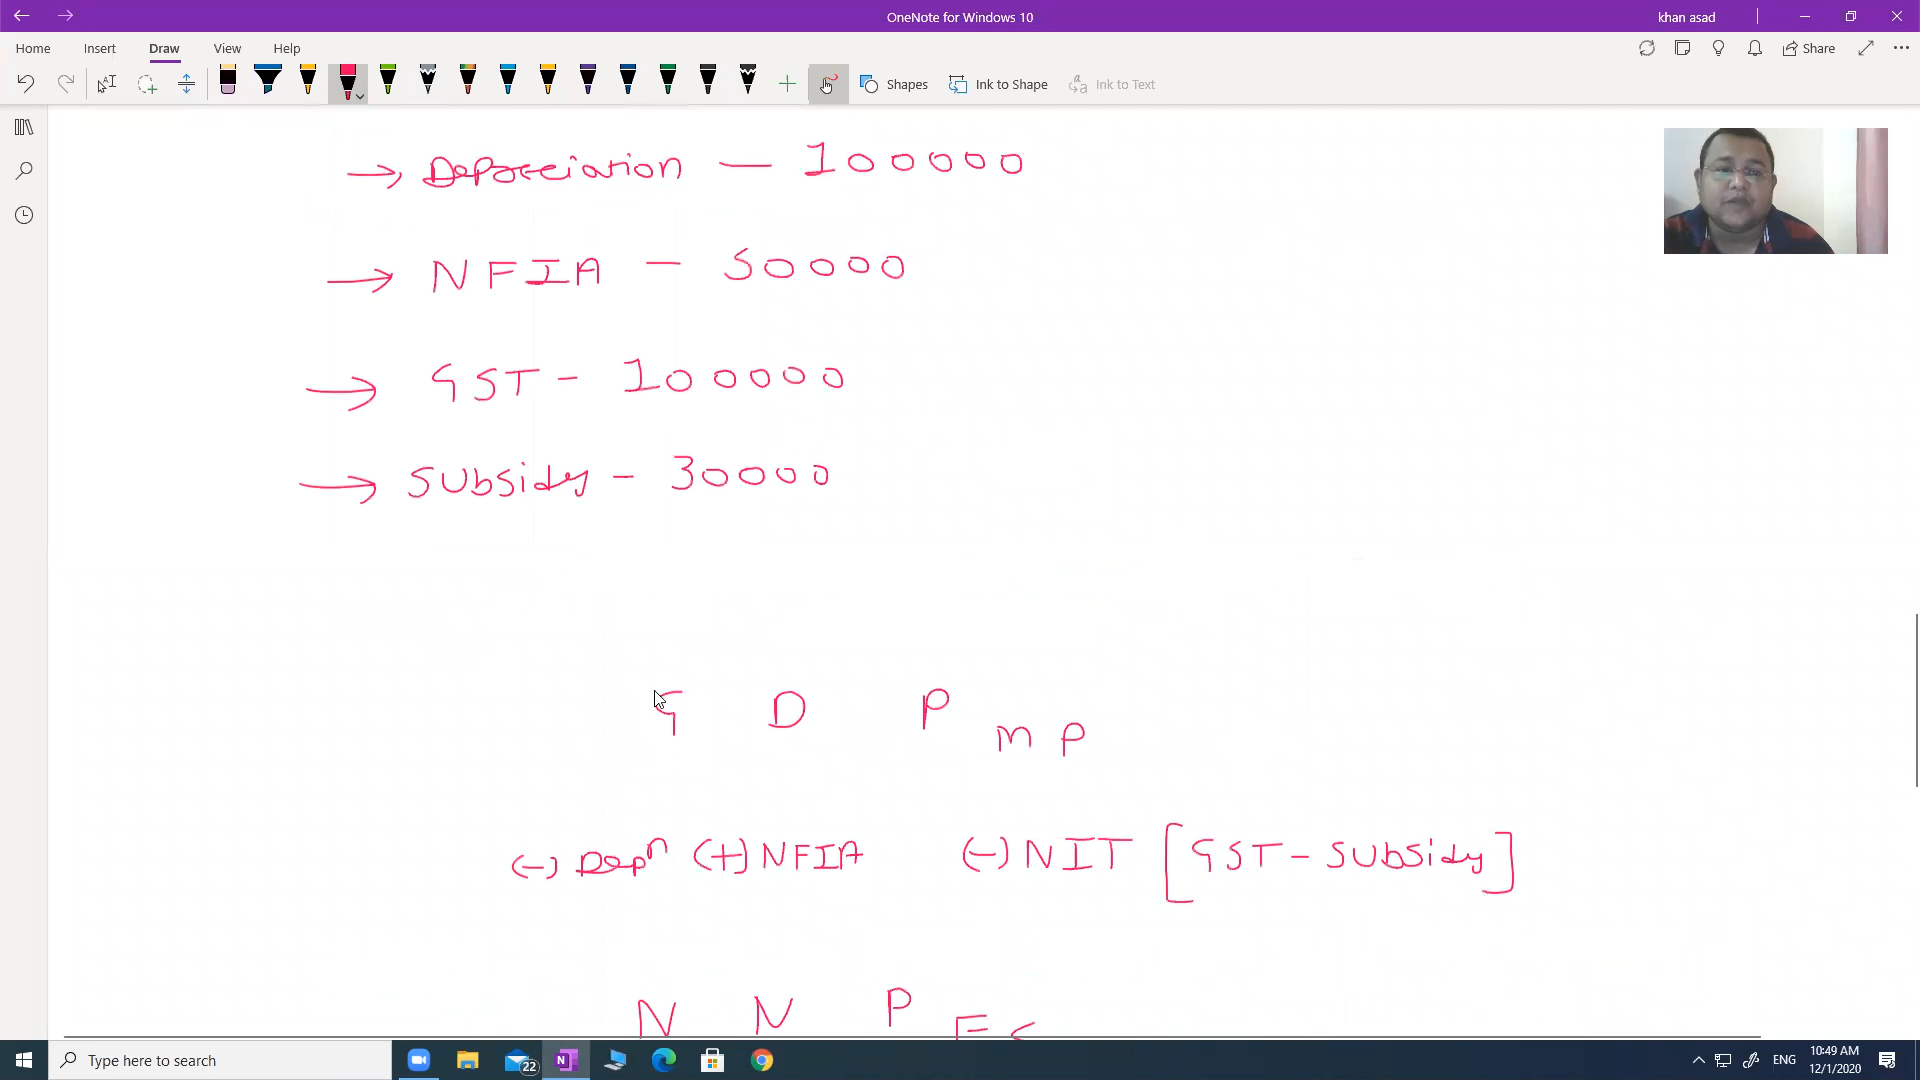 OneNote for Windows 10
khan asad
Home Insert Draw View Help
Share
Shapes Ink to Shape Ink to Text
→ Depreciation — 100000
→ NFIA — 50000
→ GST - 100000
→ Subsidy - 30000
G D P MP
(-) Depn (+) NFIA (-) NIT [GST - Subsidy]
N N P FC
Type here to search
22
ENG
10:49 AM
12/1/2020